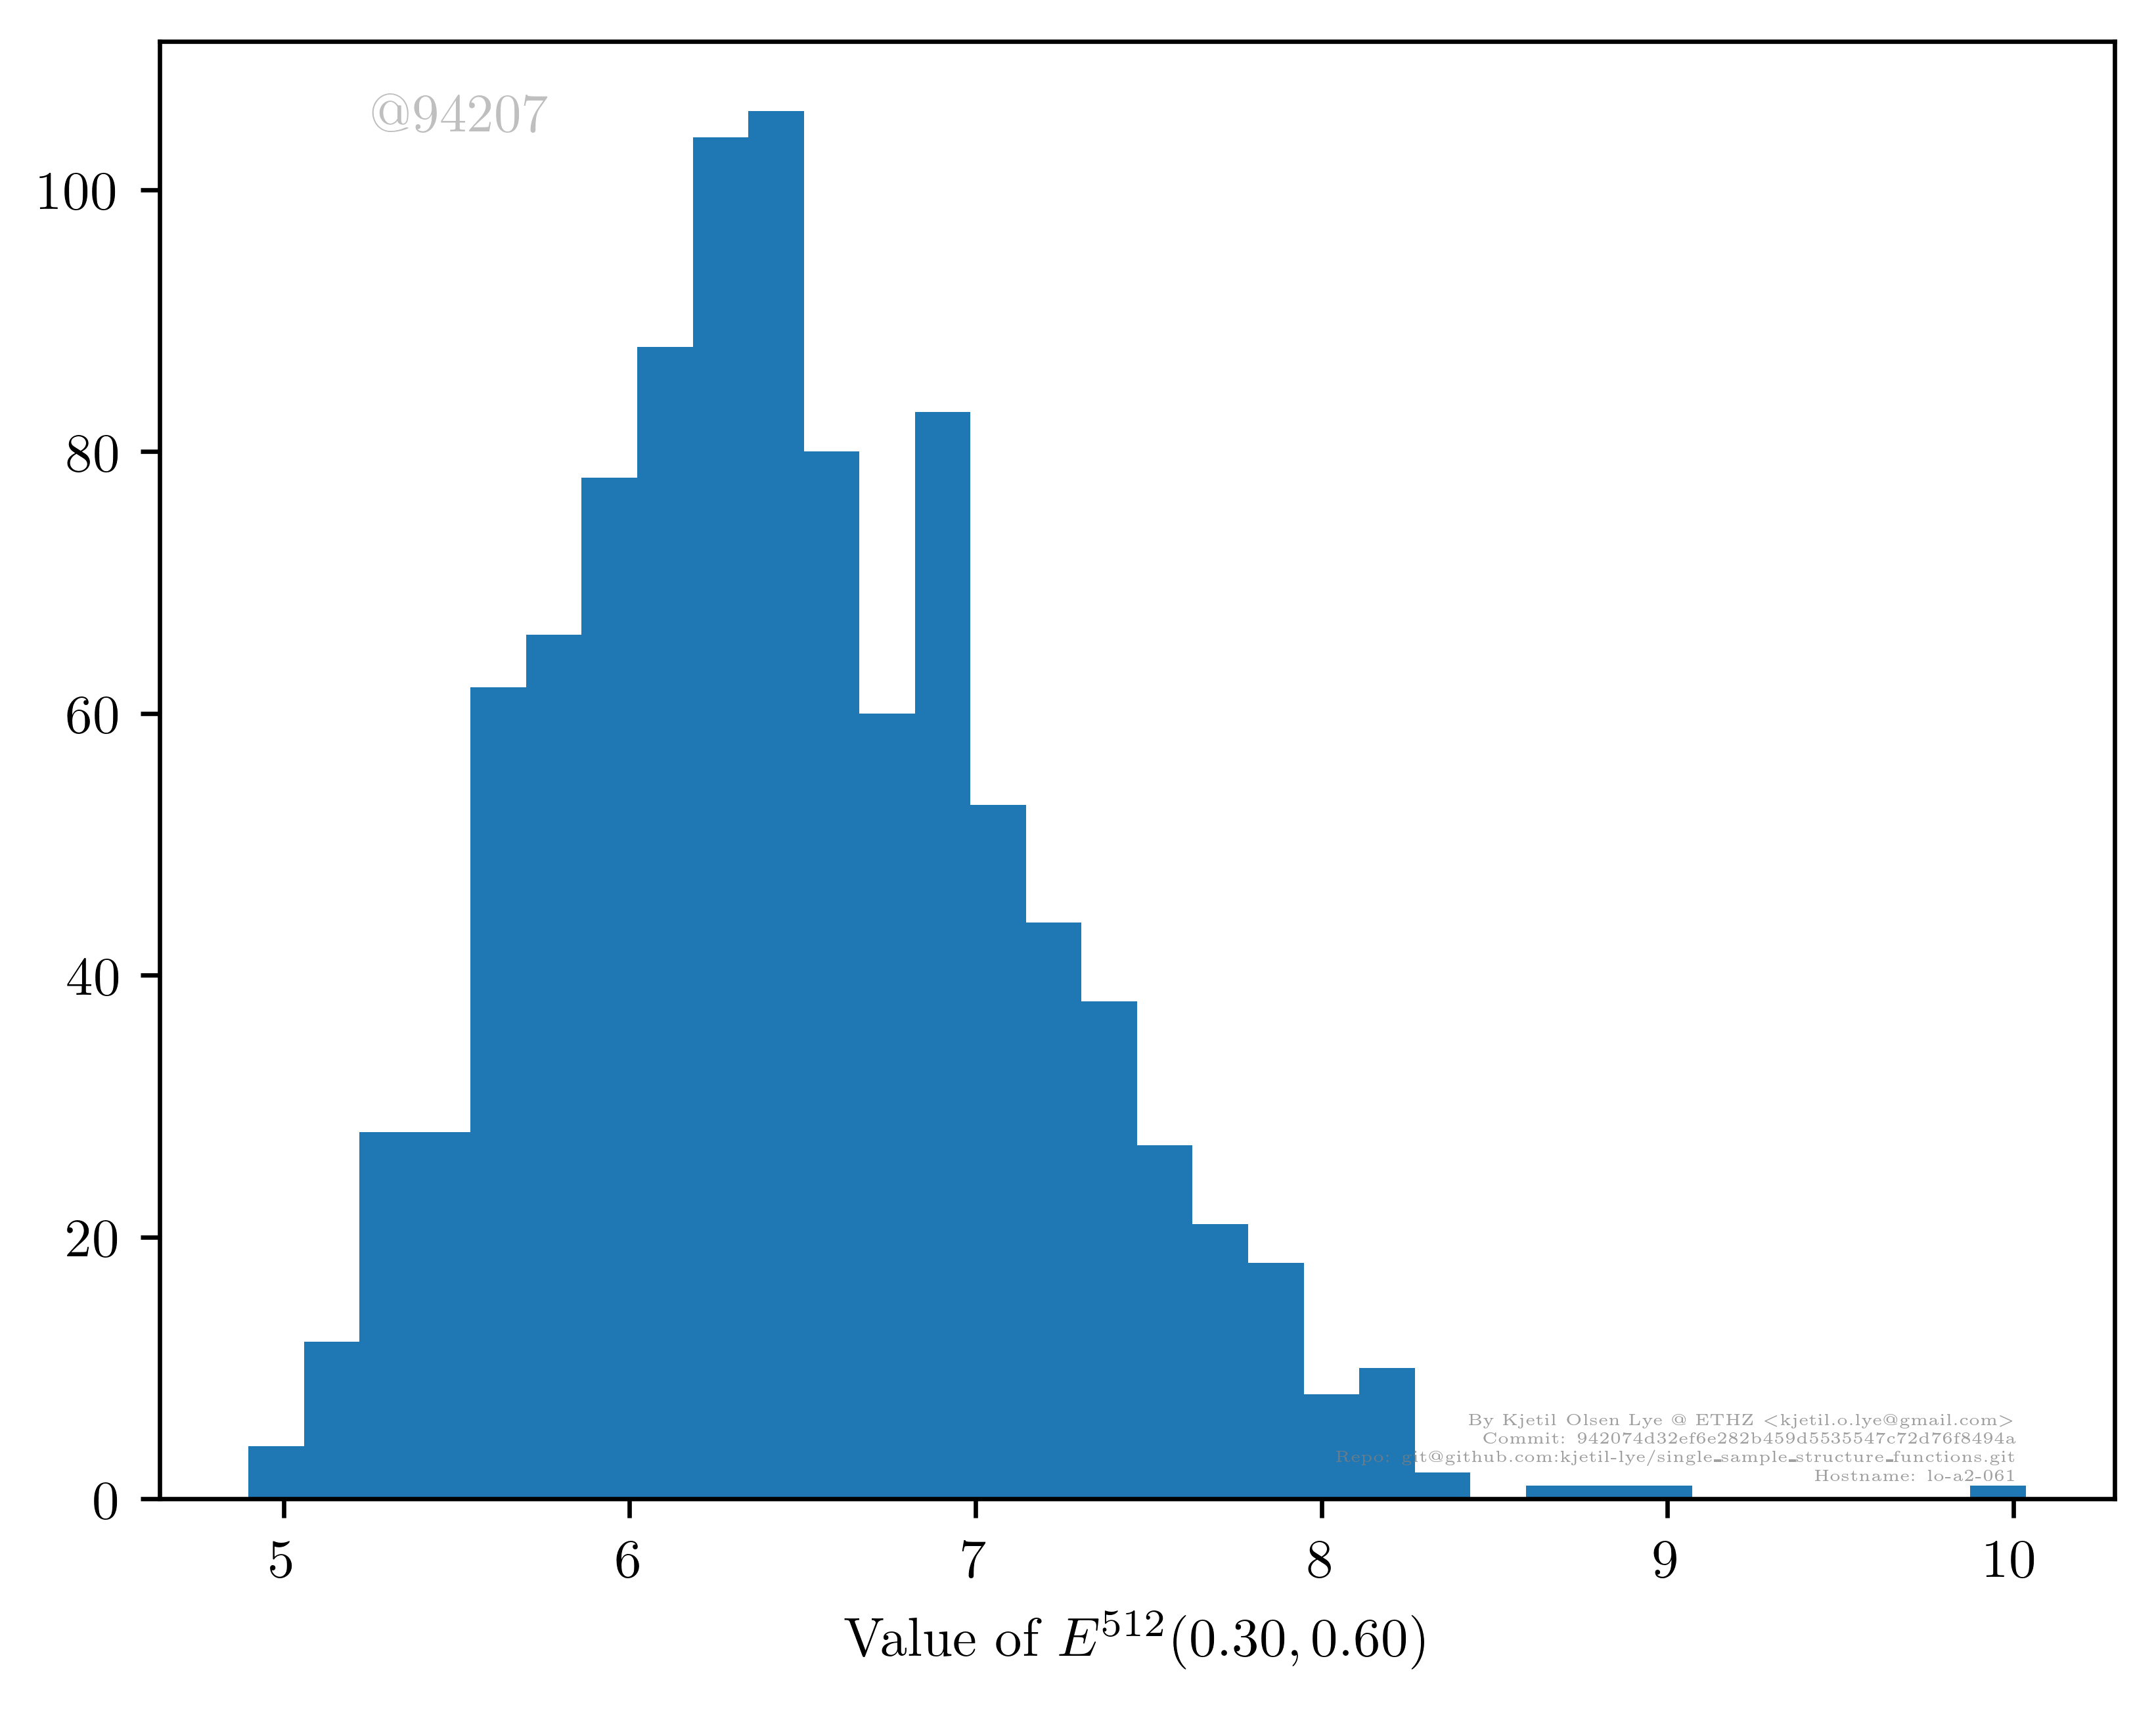 @94207
100
80
60
40
20
0
By Kjetil Olsen Lye @ ETHZ <kjetil.o.lye@gmail.com>
Commit: 942074d32ef6e282b459d5535547c72d76f8494a
Repo: git@github.com:kjetil-lye/single_sample_structure_functions.git
Hostname: lo-a2-061
5 6 7 8 9 10
Value of E^512(0.30, 0.60)